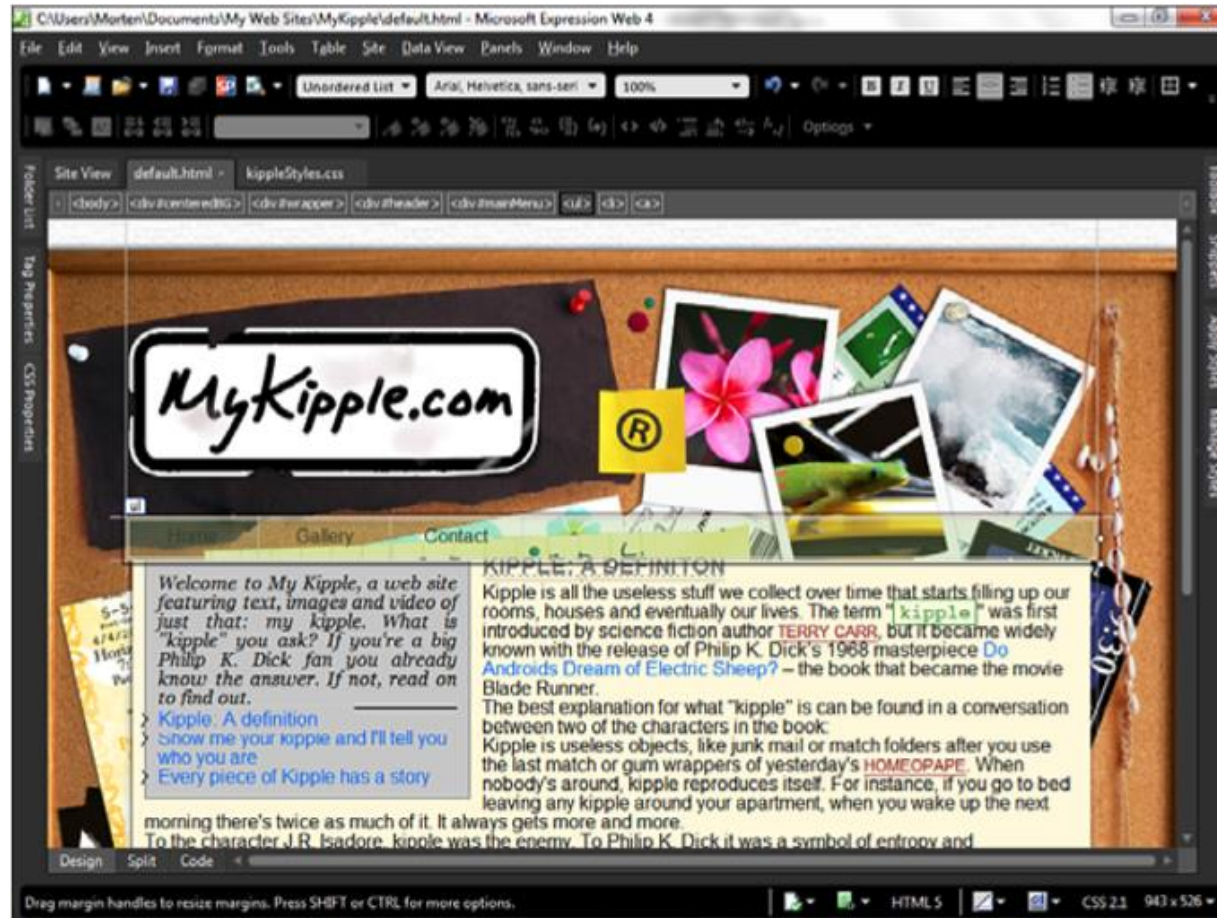 C:\Users\Morten\Documents\My Web Sites\MyKipple\default.html - Microsoft Expression Web 4
File Edit View Insert Format Tools Table Site Data View Panels Window Help
Unordered List Arial, Helvetica, sans-seri 100%
Options
Site View default.html kippleStyles.css
<body> <div#centeredBG> <div#wrapper> <div#header> <div#mainMenu> <ul> <li> <a>
Folder List
Tag Properties
CSS Properties
Toolbox
Snippets
Apply Styles
Manage Styles
MyKipple.com
®
ul
Home Gallery Contact
Welcome to My Kipple, a web site
featuring text, images and video of
just that: my kipple. What is
"kipple" you ask? If you're a big
Philip K. Dick fan you already
know the answer. If not, read on
to find out.
Kipple: A definition
Show me your kipple and I'll tell you
who you are
Every piece of Kipple has a story
KIPPLE: A DEFINITON
Kipple is all the useless stuff we collect over time that starts filling up our
rooms, houses and eventually our lives. The term "kipple" was first
introduced by science fiction author TERRY CARR, but it became widely
known with the release of Philip K. Dick's 1968 masterpiece Do
Androids Dream of Electric Sheep? – the book that became the movie
Blade Runner.
The best explanation for what "kipple" is can be found in a conversation
between two of the characters in the book:
Kipple is useless objects, like junk mail or match folders after you use
the last match or gum wrappers of yesterday's HOMEOPAPE. When
nobody's around, kipple reproduces itself. For instance, if you go to bed
leaving any kipple around your apartment, when you wake up the next
morning there's twice as much of it. It always gets more and more.
To the character J.R. Isadore, kipple was the enemy. To Philip K. Dick it was a symbol of entropy and
Design Split Code
Drag margin handles to resize margins. Press SHIFT or CTRL for more options. HTML 5 CSS 2.1 943 x 526